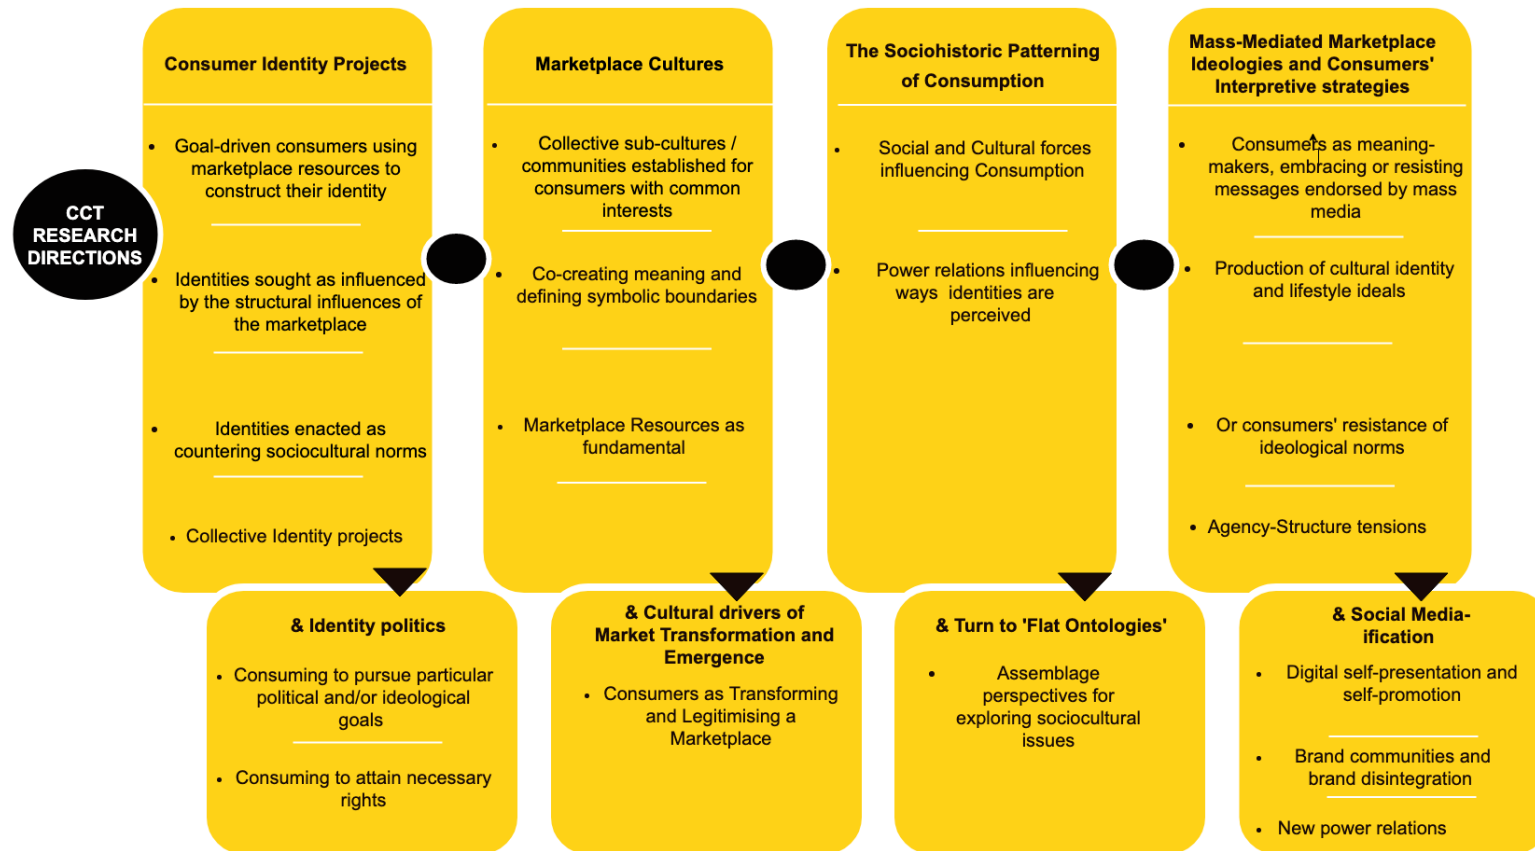 CCT
RESEARCH
DIRECTIONS
Consumer Identity Projects
• Goal-driven consumers using
marketplace resources to
construct their identity
• Identities sought as influenced
by the structural influences of
the marketplace
• Identities enacted as
countering sociocultural norms
• Collective Identity projects
& Identity politics
• Consuming to pursue particular
political and/or ideological
goals
• Consuming to attain necessary
rights
Marketplace Cultures
• Collective sub-cultures /
communities established for
consumers with common
interests
• Co-creating meaning and
defining symbolic boundaries
• Marketplace Resources as
fundamental
& Cultural drivers of
Market Transformation and
Emergence
• Consumers as Transforming
and Legitimising a
Marketplace
The Sociohistoric Patterning
of Consumption
• Social and Cultural forces
influencing Consumption
• Power relations influencing
ways identities are
perceived
& Turn to 'Flat Ontologies'
• Assemblage
perspectives for
exploring sociocultural
issues
Mass-Mediated Marketplace
Ideologies and Consumers'
Interpretive strategies
• Consumers as meaning-
makers, embracing or resisting
messages endorsed by mass
media
• Production of cultural identity
and lifestyle ideals
• Or consumers' resistance of
ideological norms
• Agency-Structure tensions
& Social Media-
ification
• Digital self-presentation and
self-promotion
• Brand communities and
brand disintegration
• New power relations